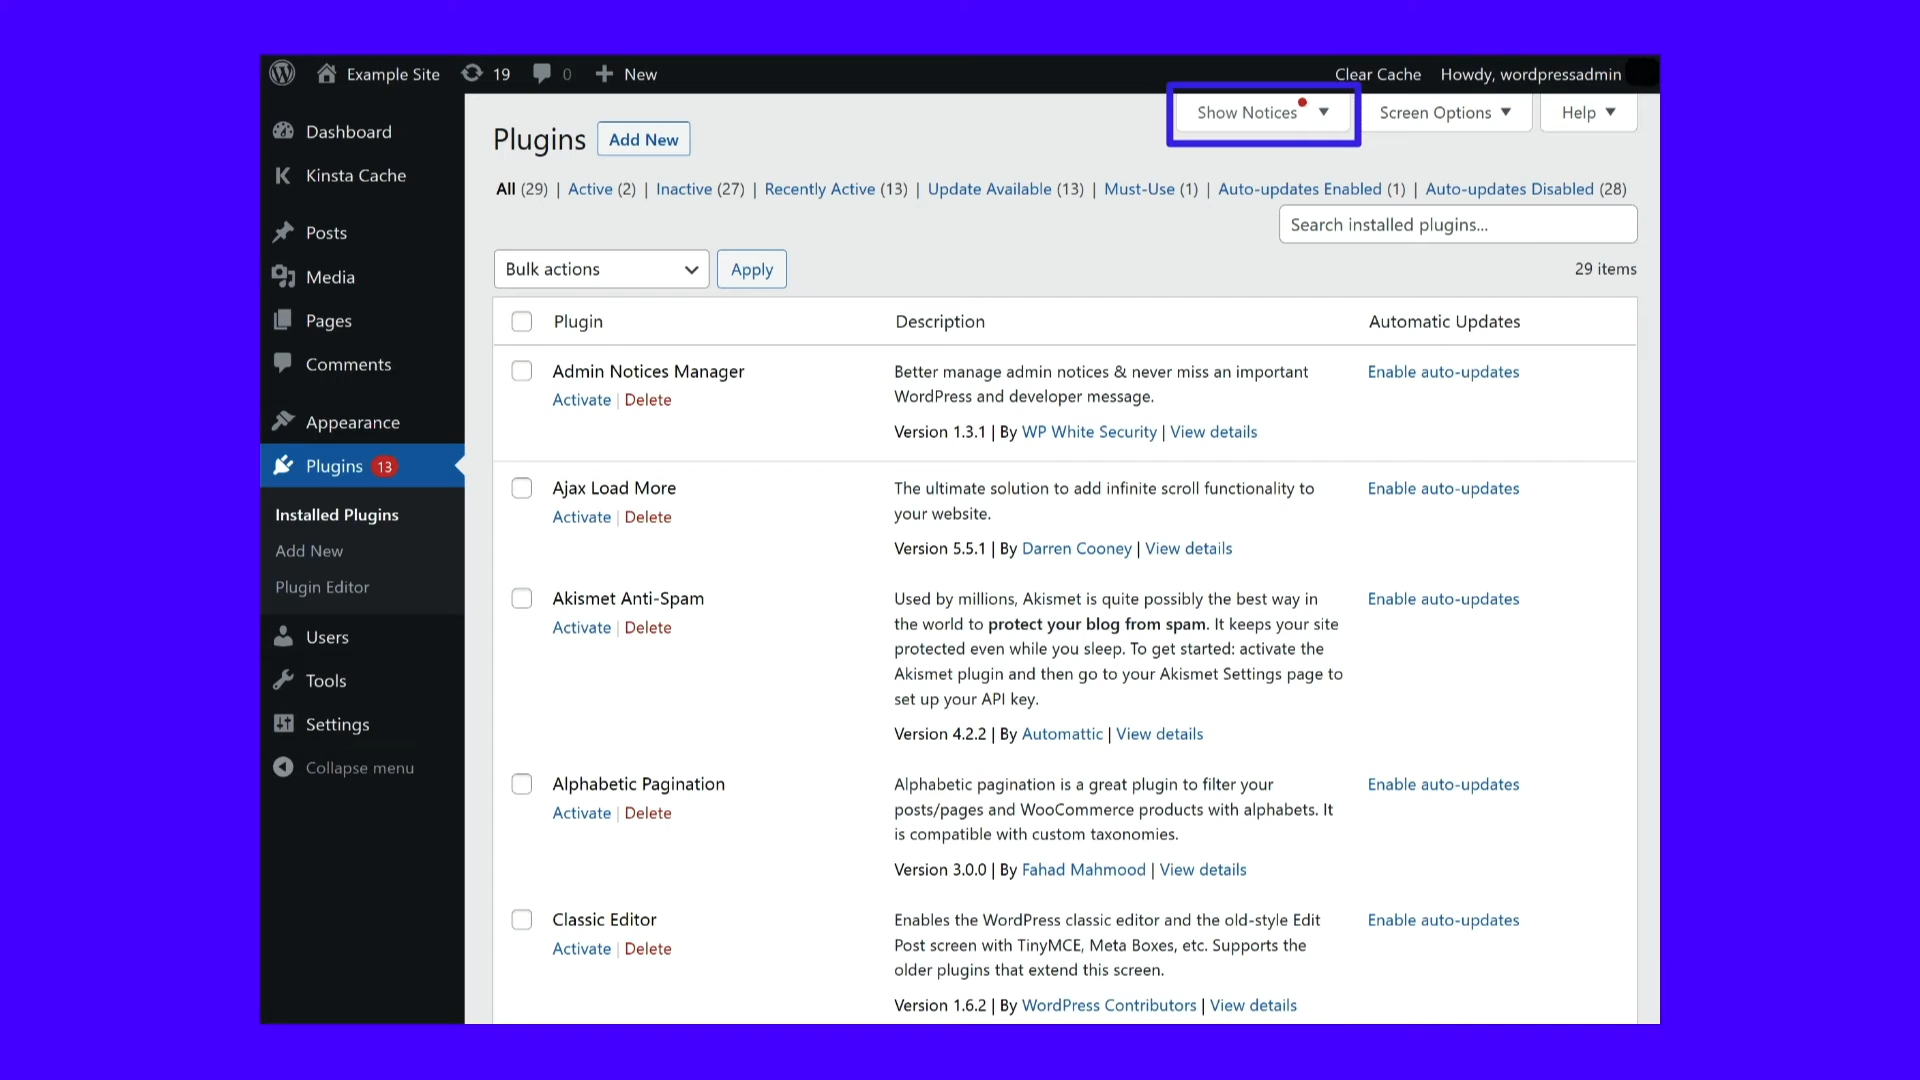 Example Site 19 0 New Clear Cache Howdy, wordpressadmin
Show Notices Screen Options Help
Dashboard
Kinsta Cache
Posts
Media
Pages
Comments
Appearance
Plugins 13
Installed Plugins
Add New
Plugin Editor
Users
Tools
Settings
Collapse menu
Plugins Add New
All (29) | Active (2) | Inactive (27) | Recently Active (13) | Update Available (13) | Must-Use (1) | Auto-updates Enabled (1) | Auto-updates Disabled (28)
Search installed plugins...
Bulk actions Apply 29 items
Plugin Description Automatic Updates
Admin Notices Manager
Activate | Delete
Better manage admin notices & never miss an important
WordPress and developer message.
Version 1.3.1 | By WP White Security | View details
Enable auto-updates
Ajax Load More
Activate | Delete
The ultimate solution to add infinite scroll functionality to
your website.
Version 5.5.1 | By Darren Cooney | View details
Enable auto-updates
Akismet Anti-Spam
Activate | Delete
Used by millions, Akismet is quite possibly the best way in
the world to protect your blog from spam. It keeps your site
protected even while you sleep. To get started: activate the
Akismet plugin and then go to your Akismet Settings page to
set up your API key.
Version 4.2.2 | By Automattic | View details
Enable auto-updates
Alphabetic Pagination
Activate | Delete
Alphabetic pagination is a great plugin to filter your
posts/pages and WooCommerce products with alphabets. It
is compatible with custom taxonomies.
Version 3.0.0 | By Fahad Mahmood | View details
Enable auto-updates
Classic Editor
Activate | Delete
Enables the WordPress classic editor and the old-style Edit
Post screen with TinyMCE, Meta Boxes, etc. Supports the
older plugins that extend this screen.
Version 1.6.2 | By WordPress Contributors | View details
Enable auto-updates